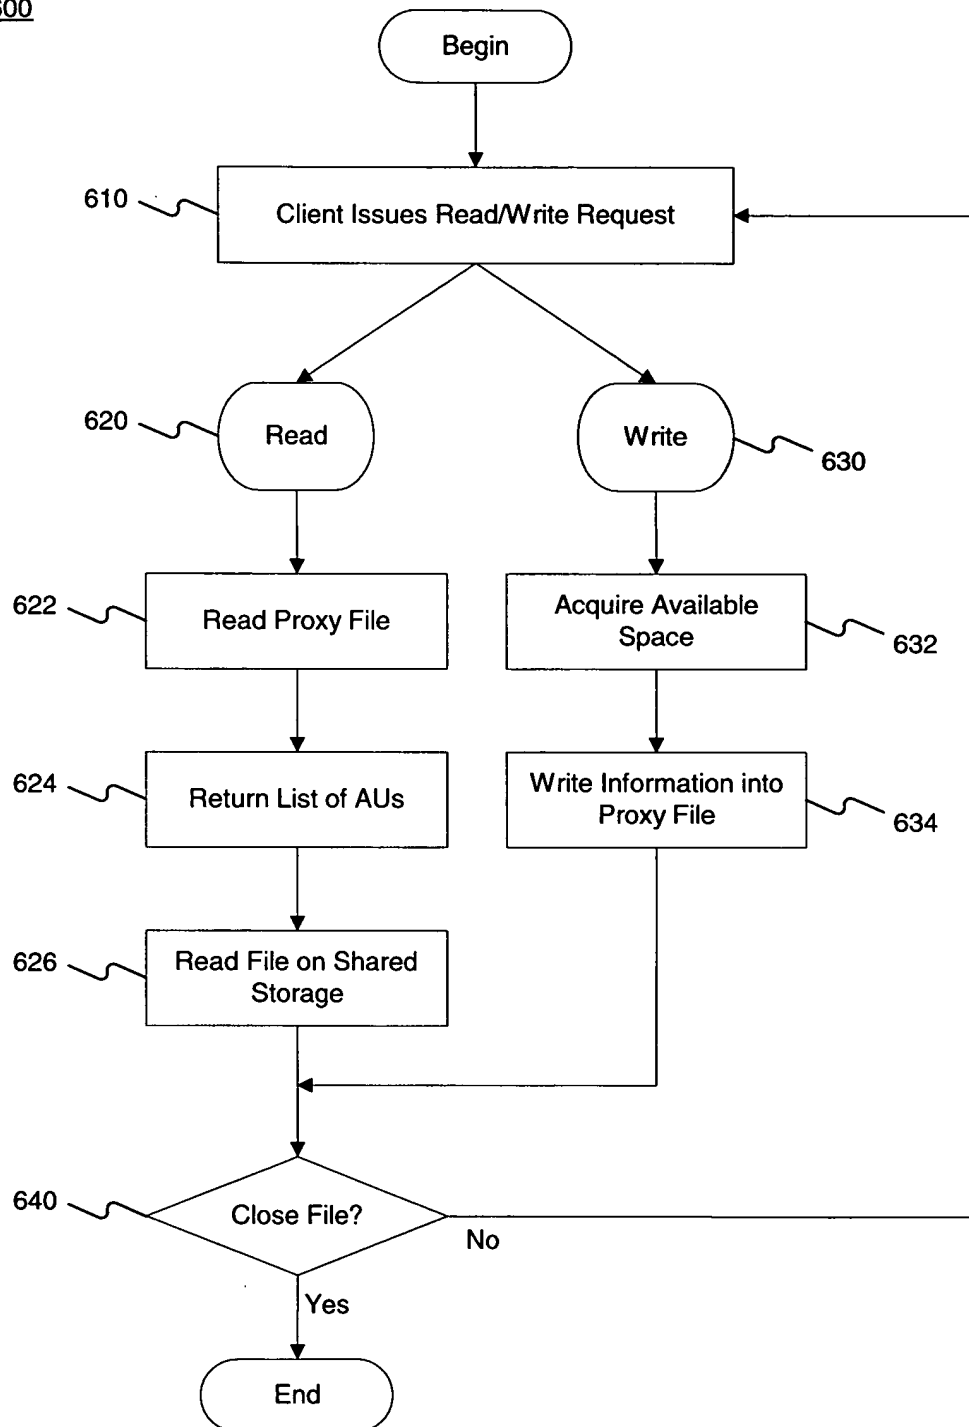 600
Begin
610
Client Issues Read/Write Request
620
Read
Write
630
622
Read Proxy File
Acquire Available
Space
632
624
Return List of AUs
Write Information into
Proxy File
634
626
Read File on Shared
Storage
640
Close File?
No
Yes
End